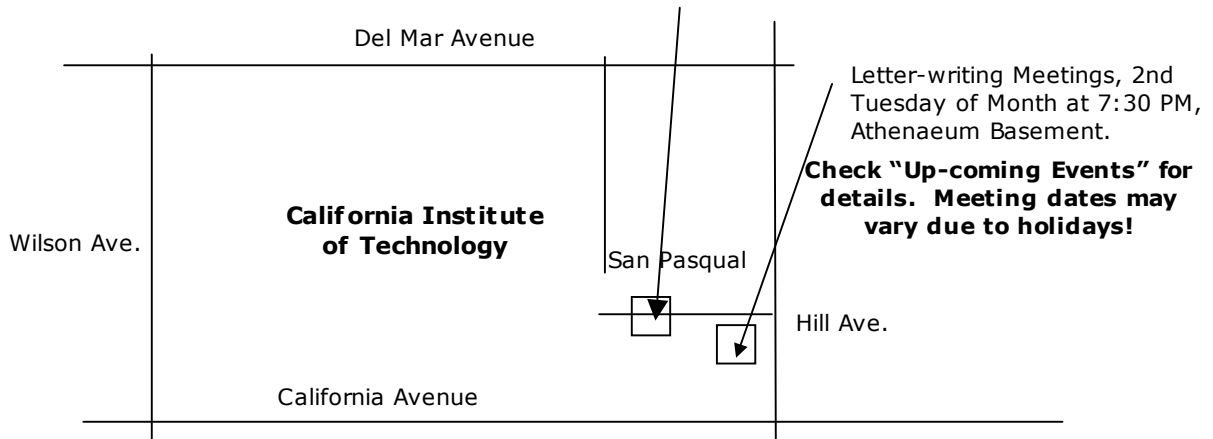 Del Mar Avenue
Letter-writing Meetings, 2nd
Tuesday of Month at 7:30 PM,
Athenaeum Basement.
Check “Up-coming Events” for
details.  Meeting dates may
vary due to holidays!
California Institute
of Technology
Wilson Ave.
San Pasqual
Hill Ave.
California Avenue